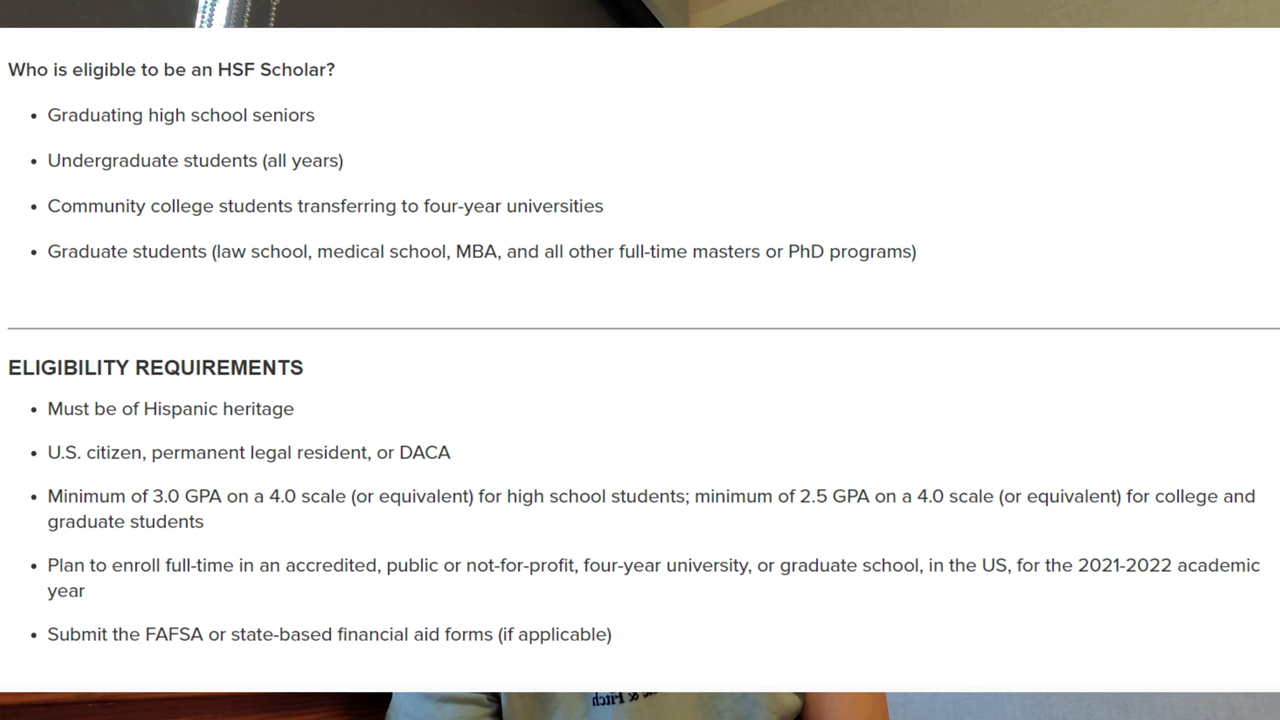 Who is eligible to be an HSF Scholar?
• Graduating high school seniors
• Undergraduate students (all years)
• Community college students transferring to four-year universities
• Graduate students (law school, medical school, MBA, and all other full-time masters or PhD programs)
ELIGIBILITY REQUIREMENTS
• Must be of Hispanic heritage
• U.S. citizen, permanent legal resident, or DACA
• Minimum of 3.0 GPA on a 4.0 scale (or equivalent) for high school students; minimum of 2.5 GPA on a 4.0 scale (or equivalent) for college and
graduate students
• Plan to enroll full-time in an accredited, public or not-for-profit, four-year university, or graduate school, in the US, for the 2021-2022 academic
year
• Submit the FAFSA or state-based financial aid forms (if applicable)
& Fitch